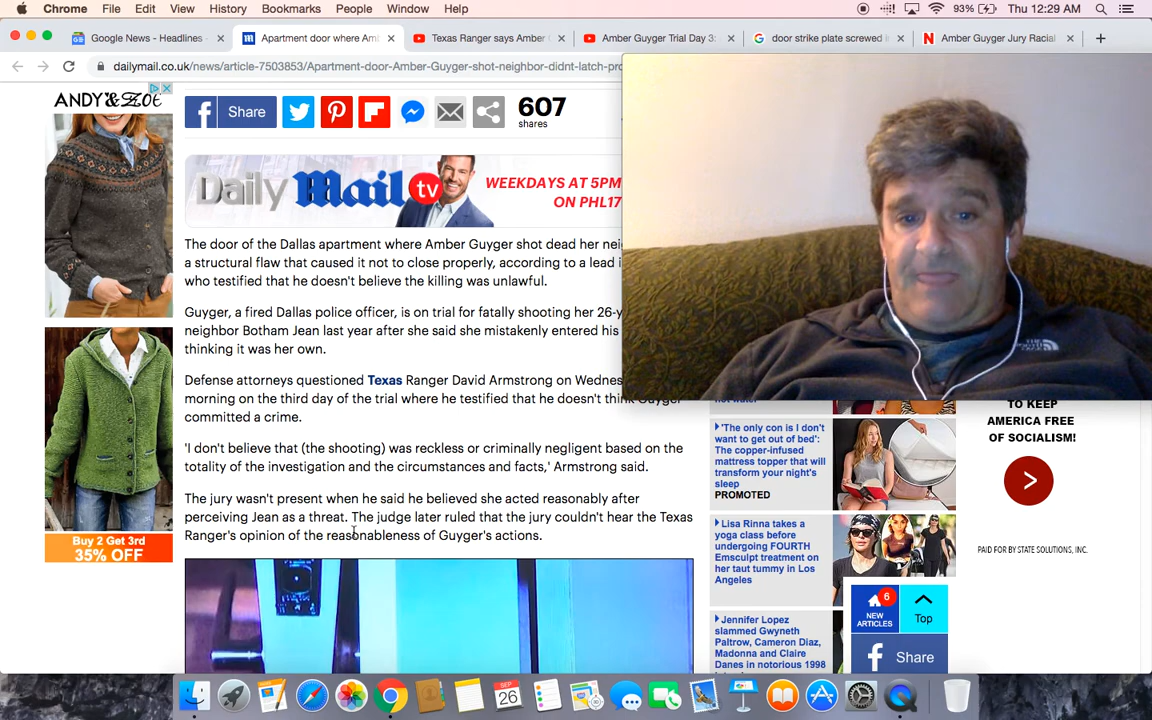 Chrome File Edit View History Bookmarks People Window Help
93% Thu 12:29 AM
Google News - Headlines -
Apartment door where Am
Texas Ranger says Amber
Amber Guyger Trial Day 3:
door strike plate screwed i
Amber Guyger Jury Racial
dailymail.co.uk/news/article-7503853/Apartment-door-Amber-Guyger-shot-neighbor-didnt-latch-pro
ANDY & ZOE
Share
607
shares
Daily Mail tv
WEEKDAYS AT 5PM
ON PHL17
The door of the Dallas apartment where Amber Guyger shot dead her nei
a structural flaw that caused it not to close properly, according to a lead i
who testified that he doesn't believe the killing was unlawful.
Guyger, a fired Dallas police officer, is on trial for fatally shooting her 26-y
neighbor Botham Jean last year after she said she mistakenly entered his
thinking it was her own.
Defense attorneys questioned Texas Ranger David Armstrong on Wednes
morning on the third day of the trial where he testified that he doesn't think Guyger
committed a crime.
'I don't believe that (the shooting) was reckless or criminally negligent based on the
totality of the investigation and the circumstances and facts,' Armstrong said.
The jury wasn't present when he said he believed she acted reasonably after
perceiving Jean as a threat. The judge later ruled that the jury couldn't hear the Texas
Ranger's opinion of the reasonableness of Guyger's actions.
Buy 2 Get 3rd
35% OFF
hot water
'The only con is I don't
want to get out of bed':
The copper-infused
mattress topper that will
transform your night's
sleep
PROMOTED
Lisa Rinna takes a
yoga class before
undergoing FOURTH
Emsculpt treatment on
her taut tummy in Los
Angeles
Jennifer Lopez
slammed Gwyneth
Paltrow, Cameron Diaz,
Madonna and Claire
Danes in notorious 1998
TO KEEP
AMERICA FREE
OF SOCIALISM!
PAID FOR BY STATE SOLUTIONS, INC.
6
NEW
ARTICLES
Top
Share
THE
NORTH
FACE
SEP
26